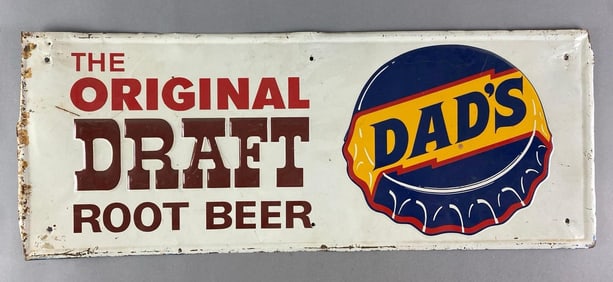 THE
ORIGINAL
DRAFT
ROOT BEER
DAD'S